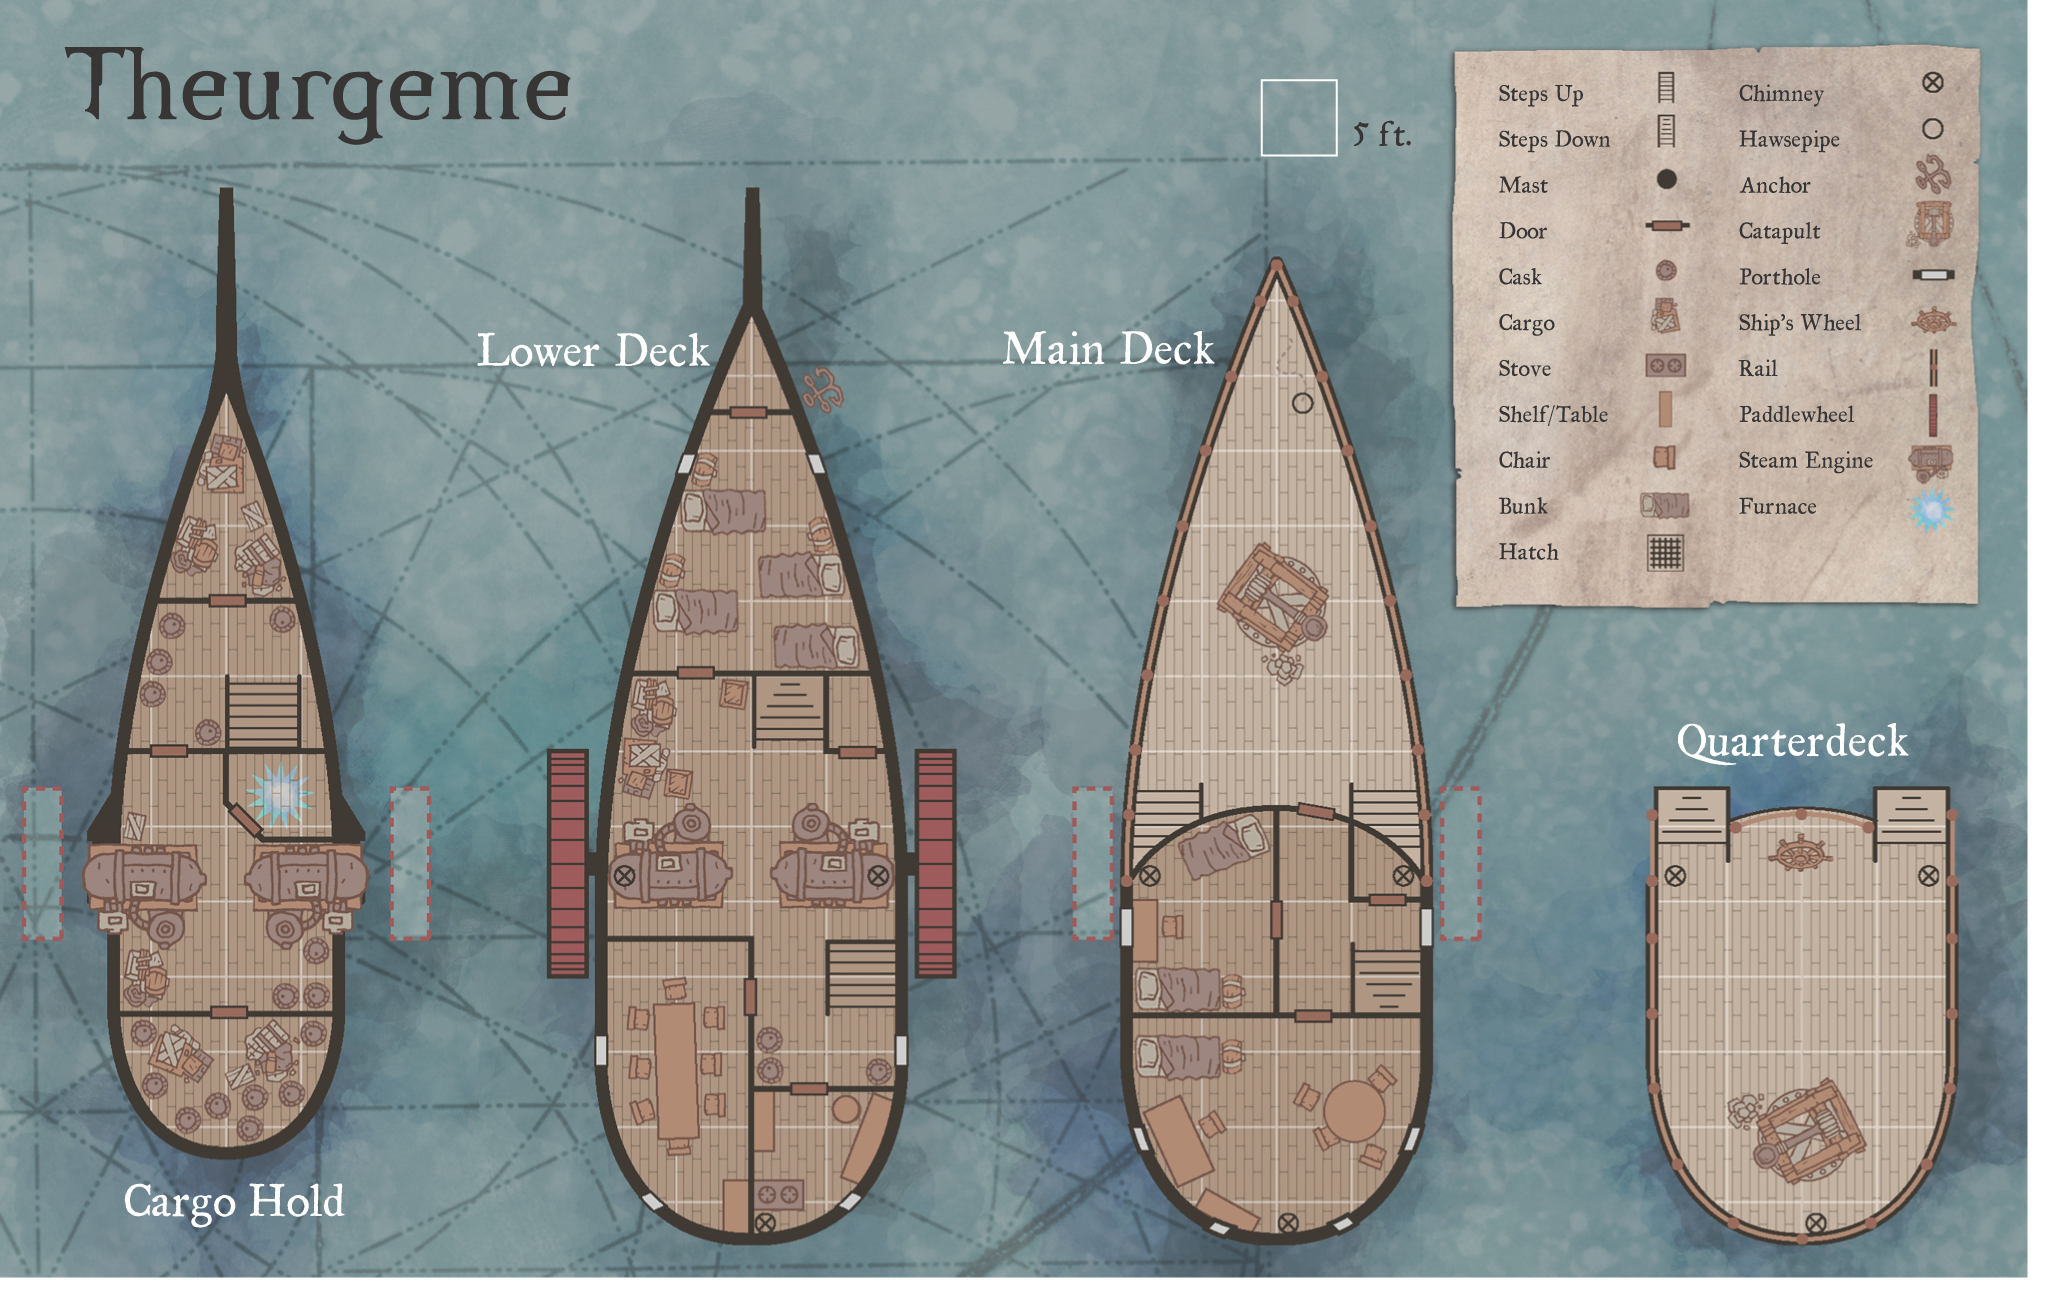 Theurgeme
5 ft.
Steps Up
Steps Down
Mast
Door
Cask
Cargo
Stove
Shelf/Table
Chair
Bunk
Hatch
Chimney
Hawsepipe
Anchor
Catapult
Porthole
Ship's Wheel
Rail
Paddlewheel
Steam Engine
Furnace
Lower Deck
Main Deck
Quarterdeck
Cargo Hold